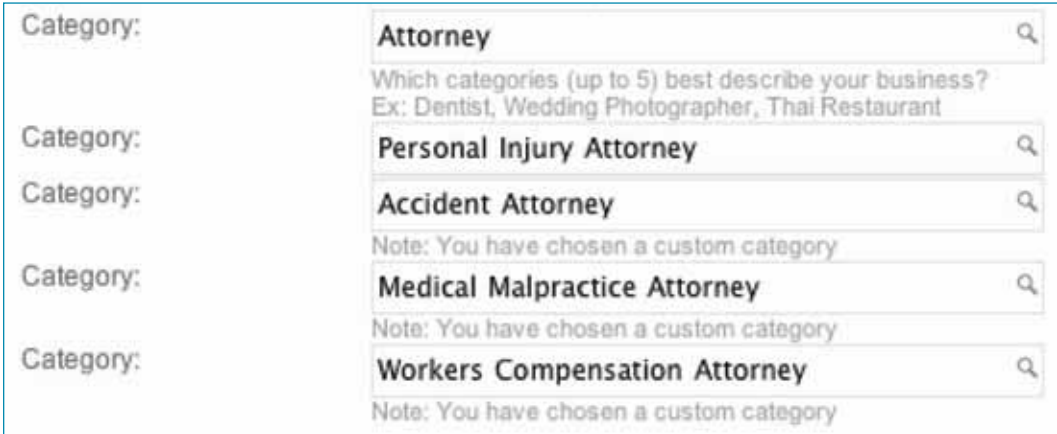 Category:
Attorney
Which categories (up to 5) best describe your business?
Ex: Dentist, Wedding Photographer, Thai Restaurant
Category:
Personal Injury Attorney
Category:
Accident Attorney
Note: You have chosen a custom category
Category:
Medical Malpractice Attorney
Note: You have chosen a custom category
Category:
Workers Compensation Attorney
Note: You have chosen a custom category